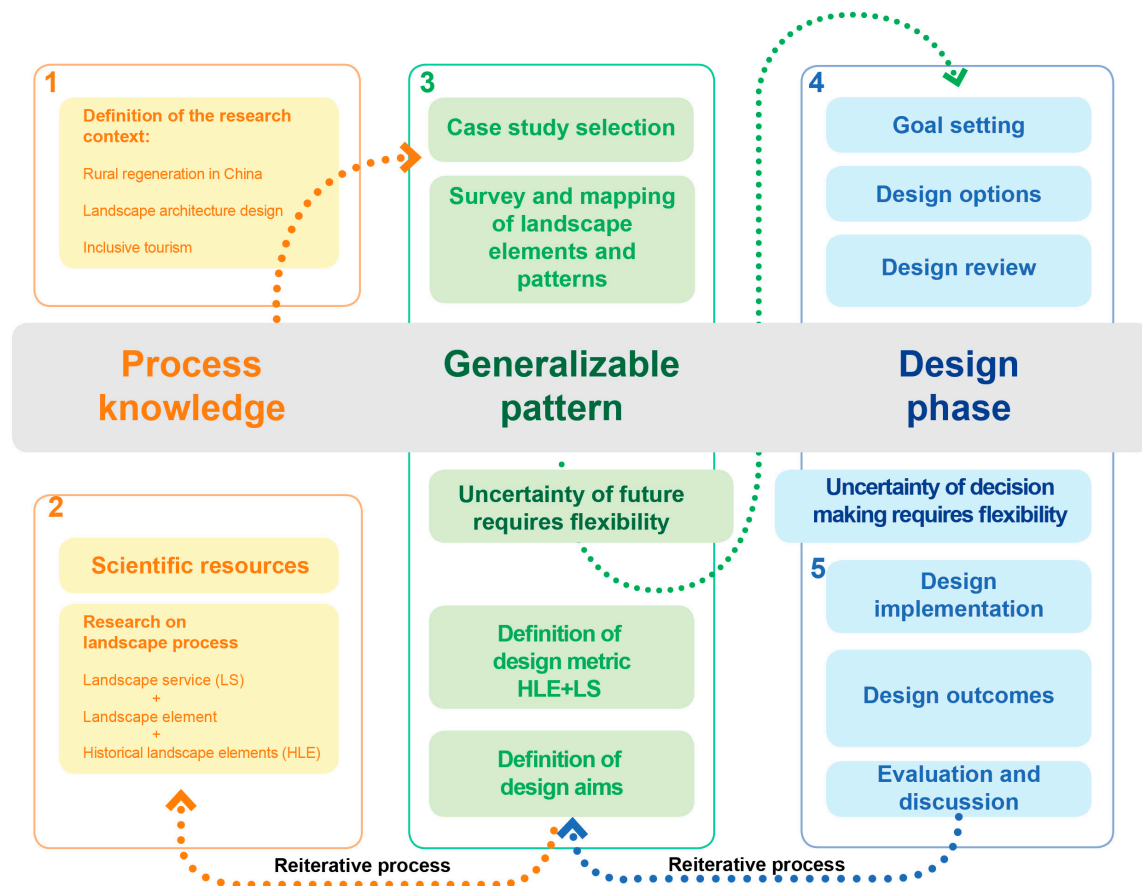 1
Definition of the research
context:
Rural regeneration in China
Landscape architecture design
Inclusive tourism
3
Case study selection
Survey and mapping
of landscape
elements and
patterns
4
Goal setting
Design options
Design review
Process
knowledge
Generalizable
pattern
Design
phase
2
Scientific resources
Research on
landscape process
Landscape service (LS)
+
Landscape element
+
Historical landscape elements (HLE)
Uncertainty of future
requires flexibility
Definition of
design metric
HLE+LS
Definition of
design aims
Uncertainty of decision
making requires flexibility
5
Design
implementation
Design outcomes
Evaluation and
discussion
Reiterative process
Reiterative process